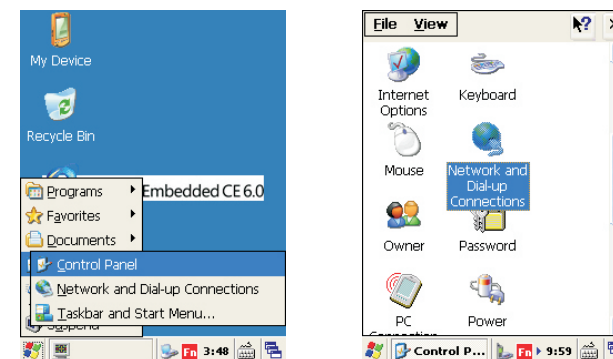 My Device
Recycle Bin
Embedded CE 6.0
Programs
Favorites
Documents
Control Panel
Network and Dial-up Connections
Taskbar and Start Menu...
Suspend
Fn 3:48
File View ?
Internet
Options
Keyboard
Mouse
Network and
Dial-up
Connections
Owner
Password
PC
Connection
Power
Control P... Fn 9:59